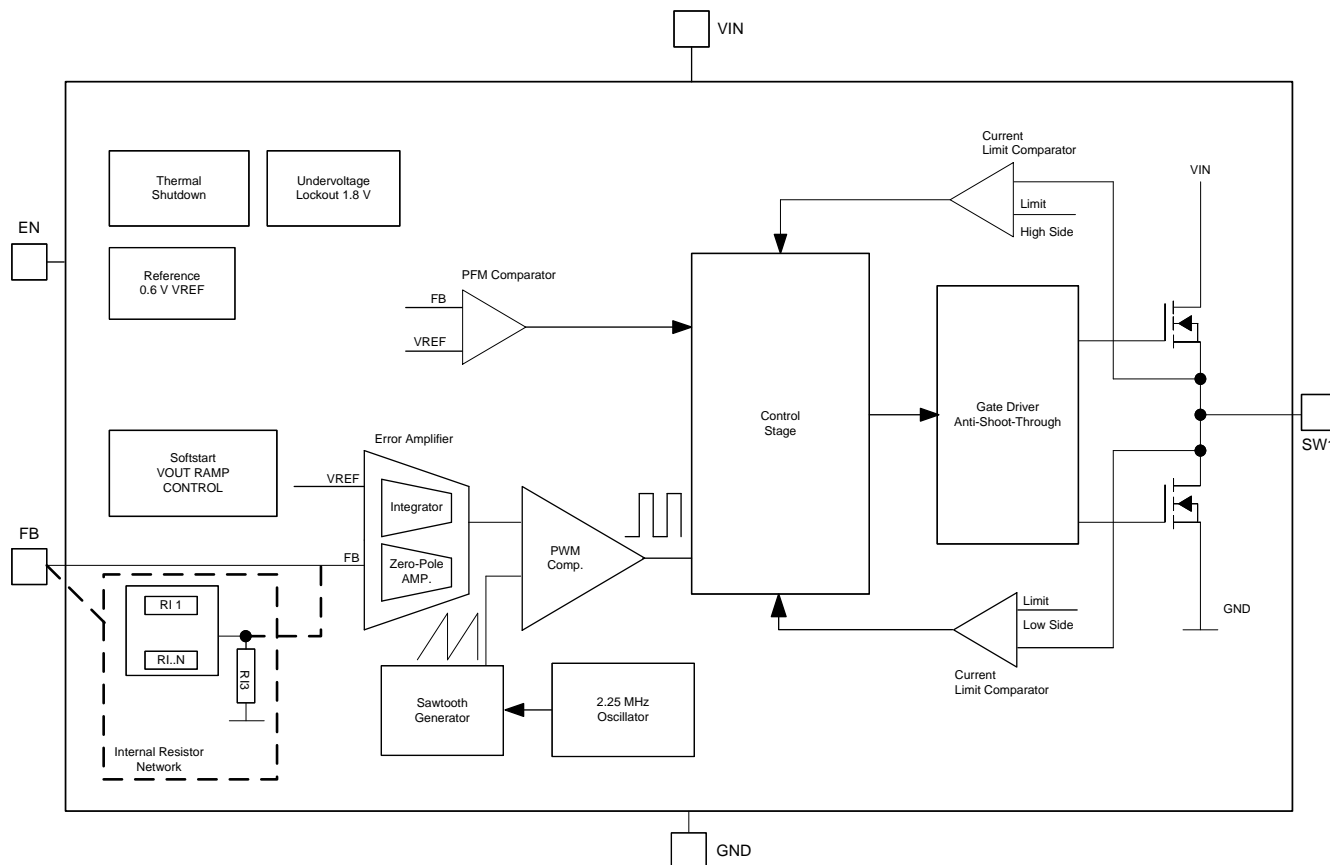 VIN
Current
Limit Comparator
Thermal
Shutdown
Undervoltage
Lockout 1.8 V
VIN
Limit
High Side
EN
Reference
0.6 V VREF
PFM Comparator
FB
VREF
Control
Stage
Gate Driver
Anti-Shoot-Through
SW1
Softstart
VOUT RAMP
CONTROL
Error Amplifier
VREF
Integrator
FB
FB
Zero-Pole
AMP.
PWM
Comp.
RI 1
RI..N
RI3
Internal Resistor
Network
Sawtooth
Generator
2.25 MHz
Oscillator
Limit
Low Side
GND
Current
Limit Comparator
GND